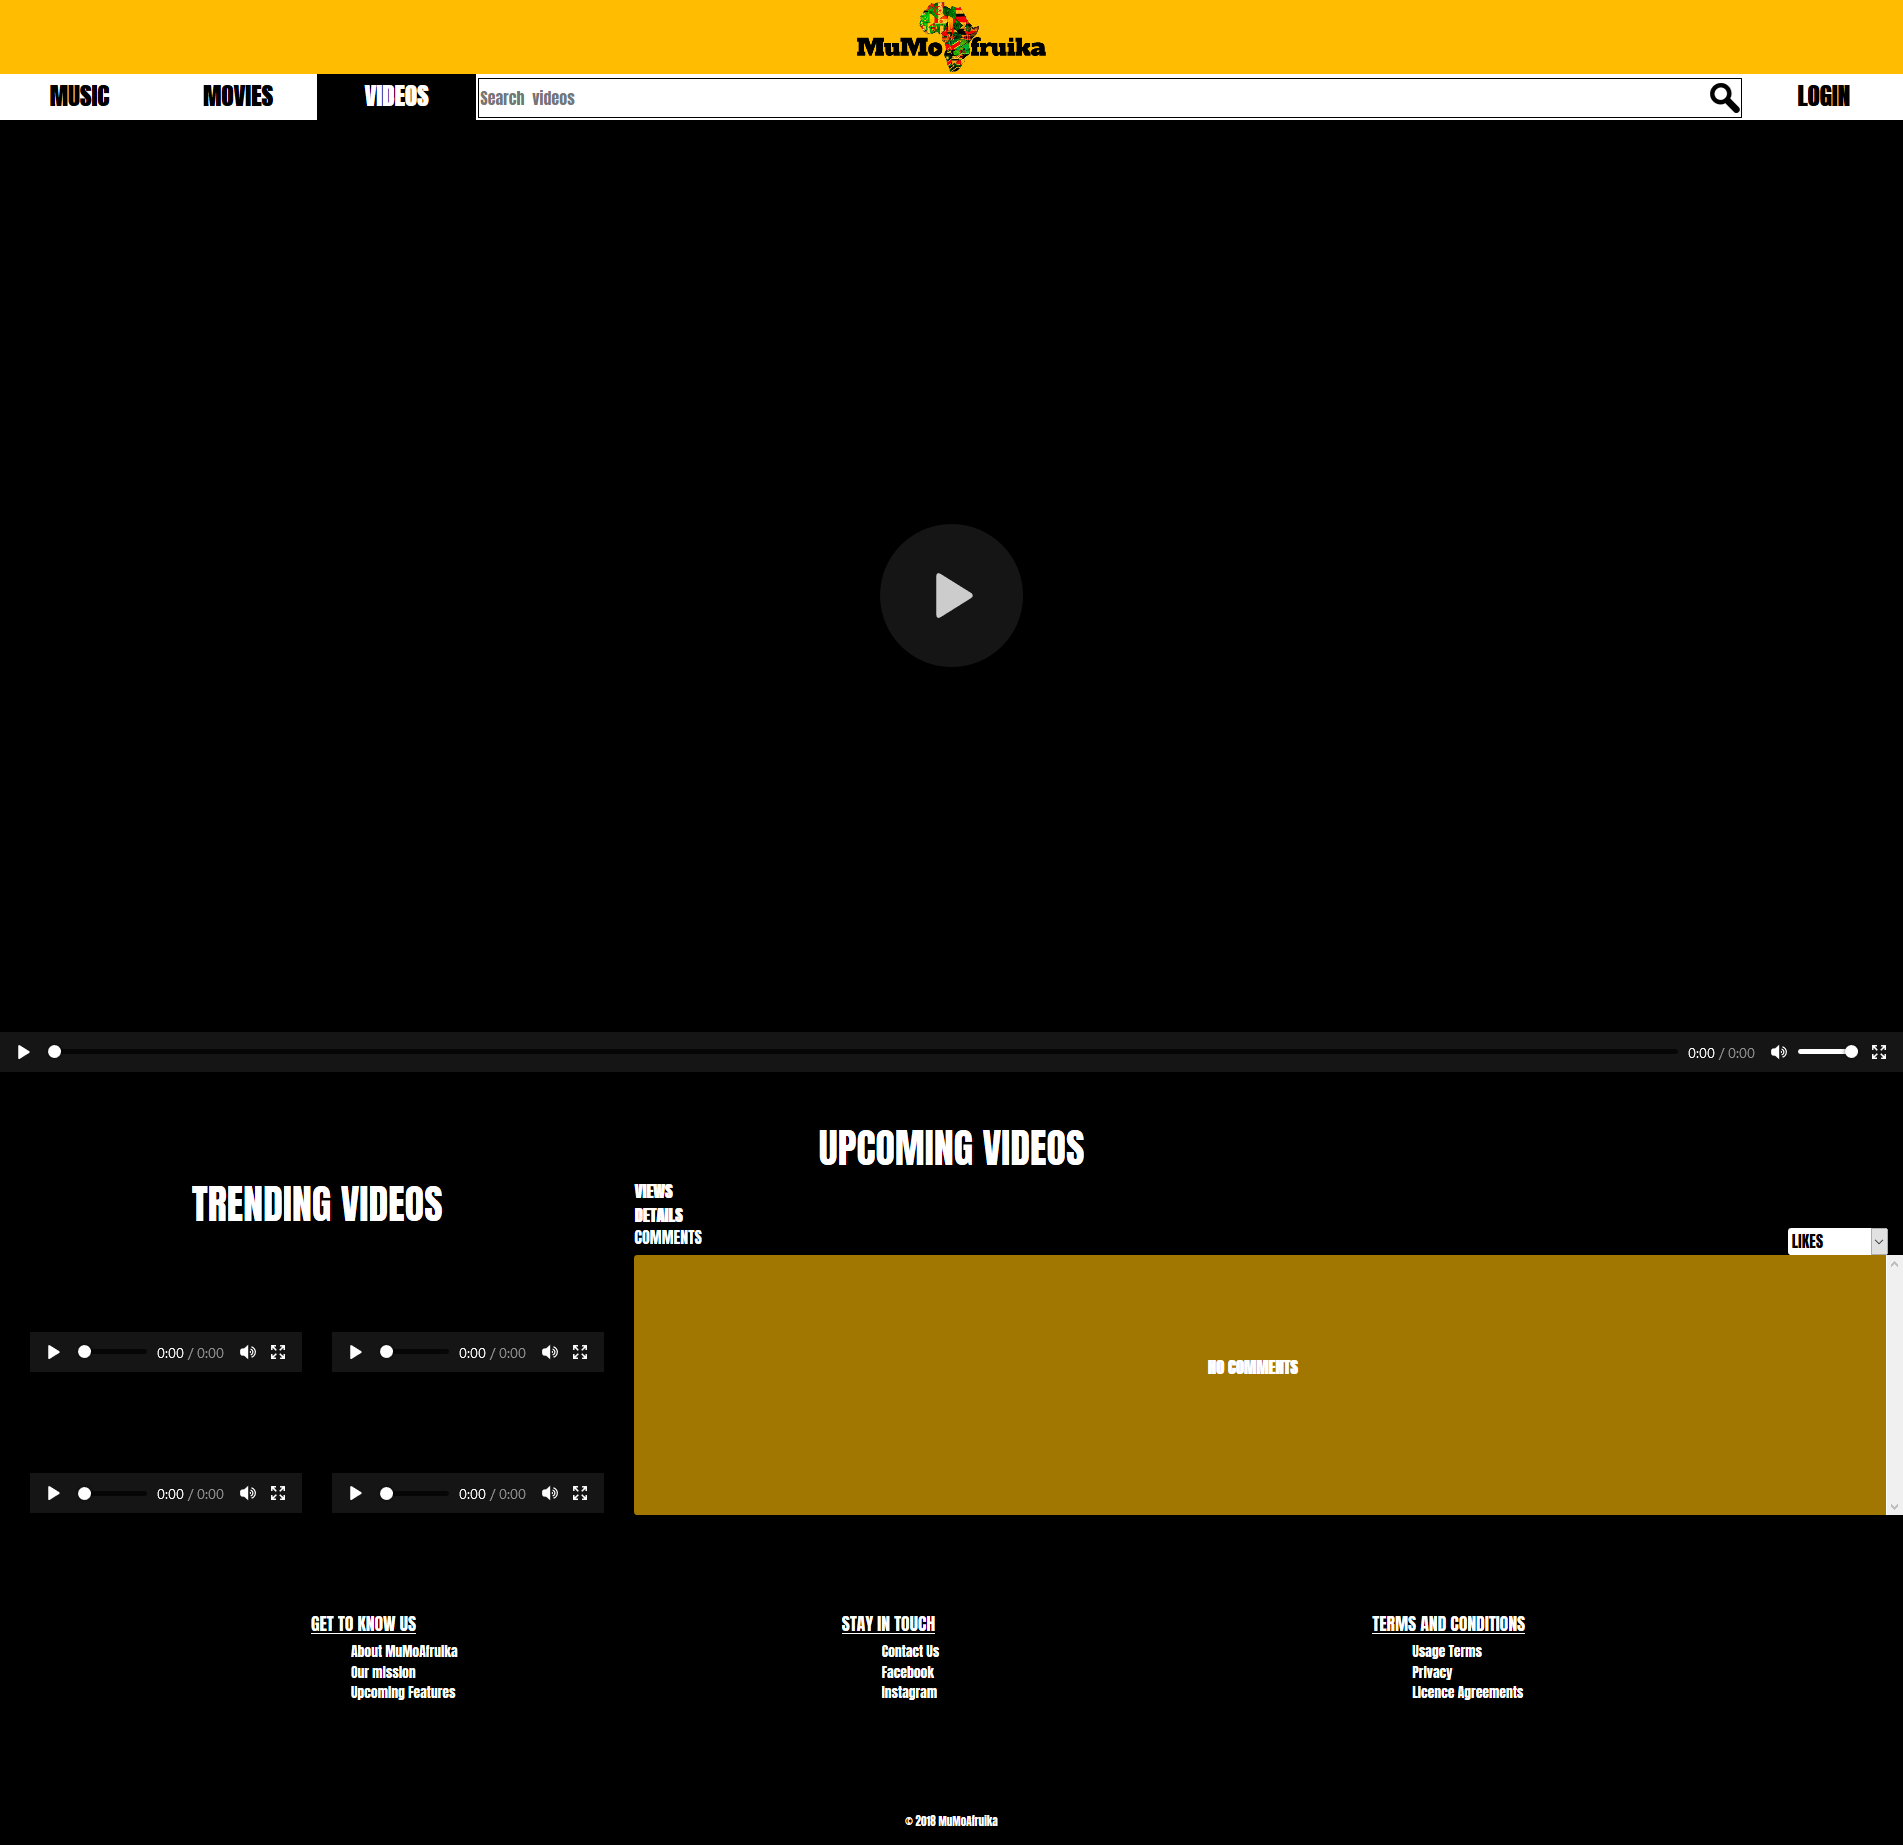 MuMoAfruika
MUSIC MOVIES VIDEOS Search videos LOGIN
0:00 / 0:00
UPCOMING VIDEOS
TRENDING VIDEOS
VIEWS
DETAILS
COMMENTS
LIKES
0:00 / 0:00 0:00 / 0:00
NO COMMENTS
0:00 / 0:00 0:00 / 0:00
GET TO KNOW US
About MuMoAfruika
Our mission
Upcoming Features
STAY IN TOUCH
Contact Us
Facebook
Instagram
TERMS AND CONDITIONS
Usage Terms
Privacy
Licence Agreements
© 2018 MuMoAfruika